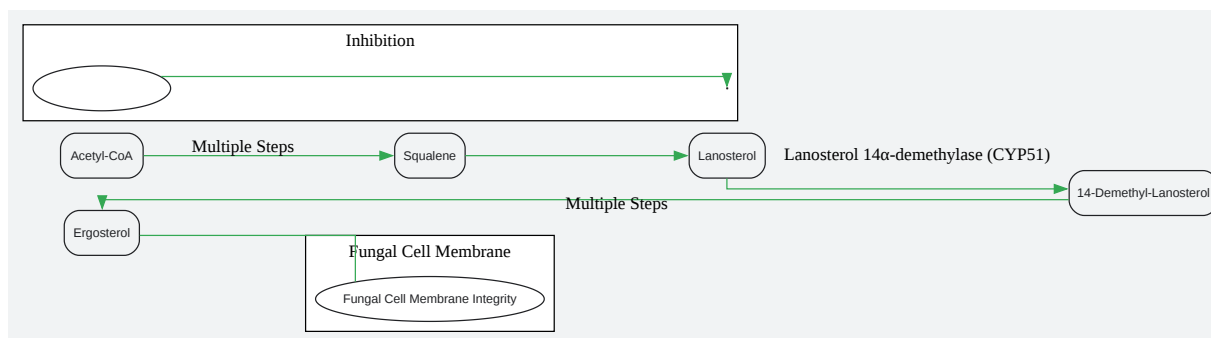 Inhibition
Acetyl-CoA
Multiple Steps
Squalene
Lanosterol
Lanosterol 14α-demethylase (CYP51)
14-Demethyl-Lanosterol
Multiple Steps
Ergosterol
Fungal Cell Membrane
Fungal Cell Membrane Integrity